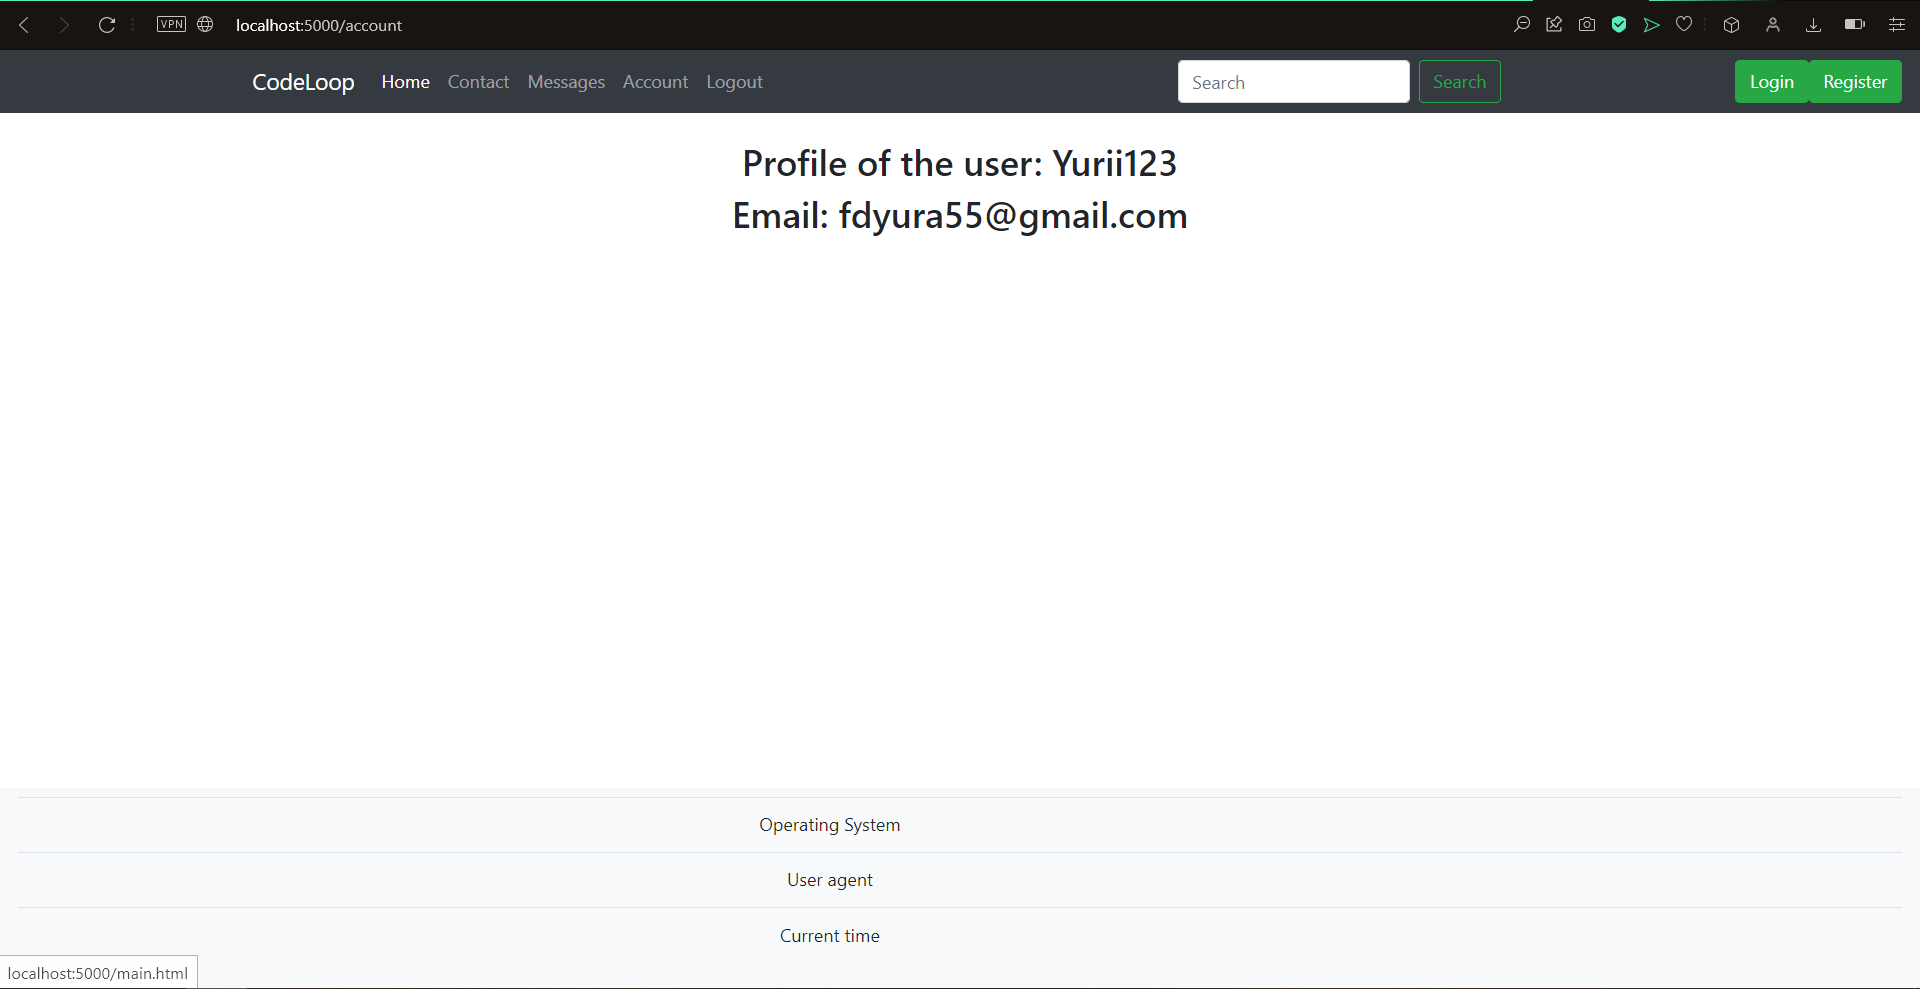 VPN localhost:5000/account
CodeLoop Home Contact Messages Account Logout Search Search Login Register
Profile of the user: Yurii123
Email: fdyura55@gmail.com
Operating System
User agent
Current time
localhost:5000/main.html